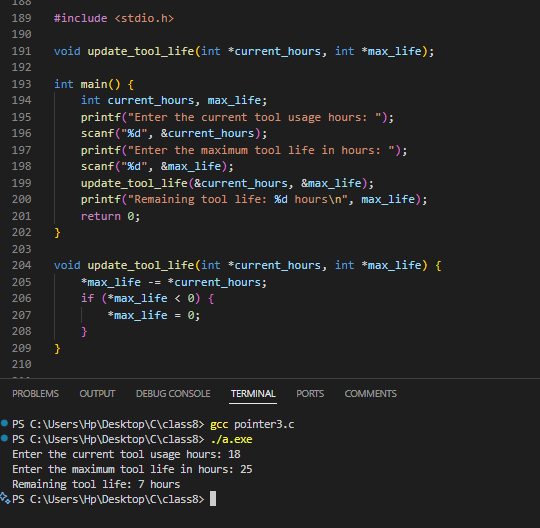 188
189 #include <stdio.h>
190
191 void update_tool_life(int *current_hours, int *max_life);
192
193 int main() {
194     int current_hours, max_life;
195     printf("Enter the current tool usage hours: ");
196     scanf("%d", &current_hours);
197     printf("Enter the maximum tool life in hours: ");
198     scanf("%d", &max_life);
199     update_tool_life(&current_hours, &max_life);
200     printf("Remaining tool life: %d hours\n", max_life);
201     return 0;
202 }
203
204 void update_tool_life(int *current_hours, int *max_life) {
205     *max_life -= *current_hours;
206     if (*max_life < 0) {
207         *max_life = 0;
208     }
209 }
210
PROBLEMS OUTPUT DEBUG CONSOLE TERMINAL PORTS COMMENTS
PS C:\Users\Hp\Desktop\C\class8> gcc pointer3.c
PS C:\Users\Hp\Desktop\C\class8> ./a.exe
Enter the current tool usage hours: 18
Enter the maximum tool life in hours: 25
Remaining tool life: 7 hours
PS C:\Users\Hp\Desktop\C\class8>